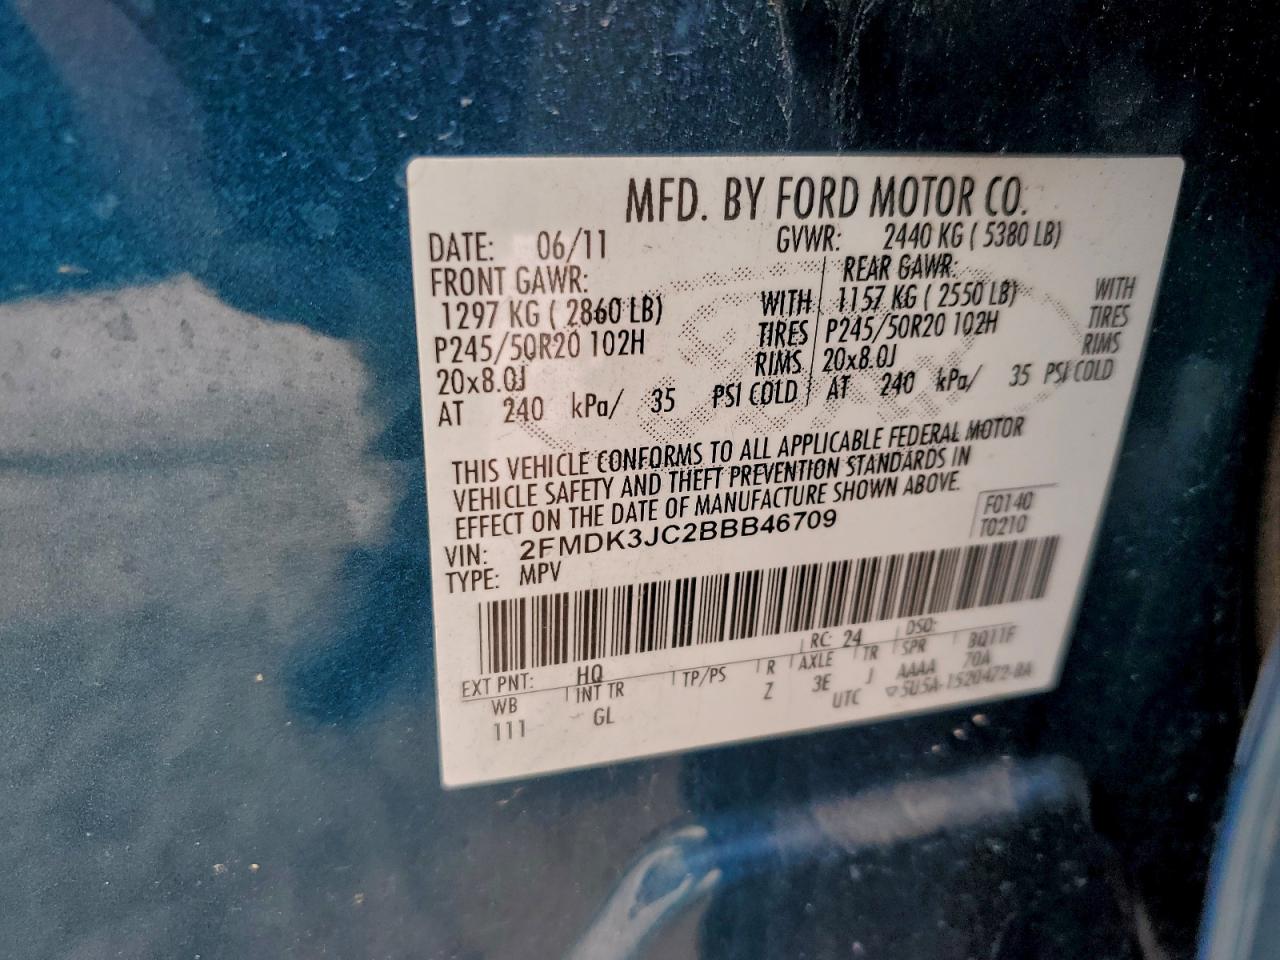 MFD. BY FORD MOTOR CO.
DATE: 06/11 GVWR: 2440 KG ( 5380 LB)
FRONT GAWR: REAR GAWR:
1297 KG ( 2860 LB) WITH 1157 KG ( 2550 LB) WITH
P245/50R20 102H TIRES P245/50R20 102H TIRES
20x8.0J RIMS 20x8.0J RIMS
AT 240 kPa/ 35 PSI COLD AT 240 kPa/ 35 PSI COLD
THIS VEHICLE CONFORMS TO ALL APPLICABLE FEDERAL MOTOR
VEHICLE SAFETY AND THEFT PREVENTION STANDARDS IN
EFFECT ON THE DATE OF MANUFACTURE SHOWN ABOVE.
F0140
VIN: 2FMDK3JC2BBB46709
T0210
TYPE: MPV
EXT PNT: HQ RC: 24 DSO:
WB INT TR TP/PS R AXLE TR SPR BQ11F
111 GL Z 3E J AAAA 70A
UTC ▽5U5A-1520472-BA